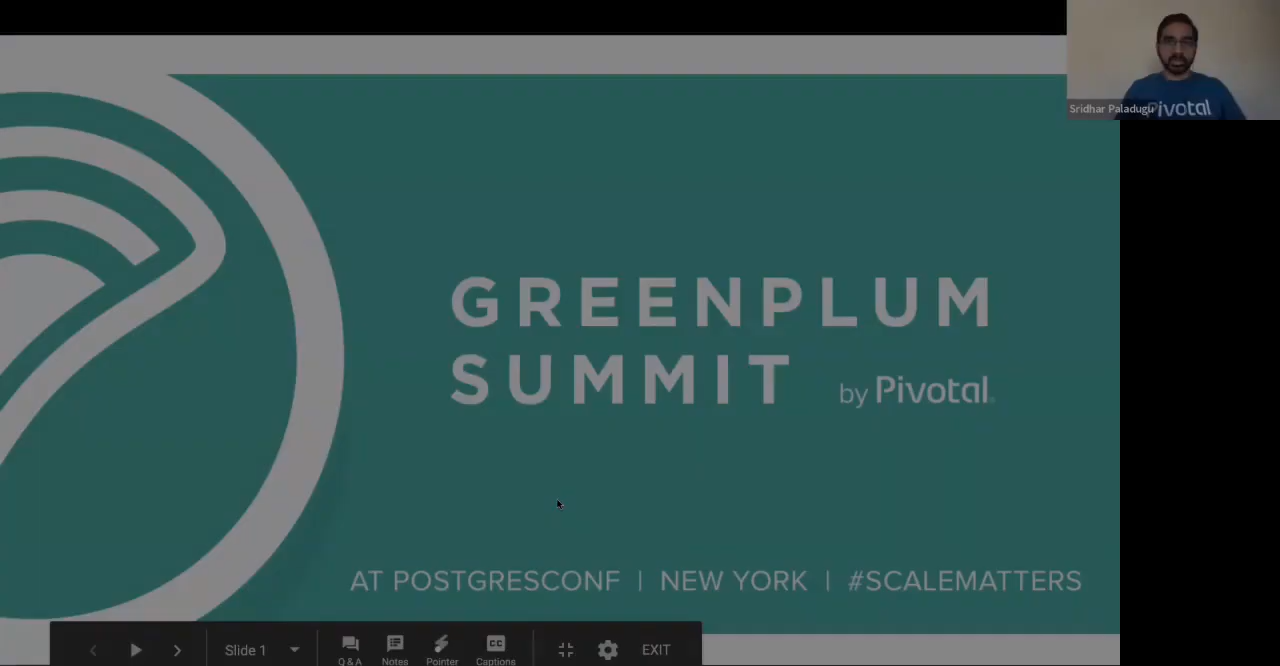 Sridhar Paladugu
Pivotal
GREENPLUM
SUMMIT by Pivotal
AT POSTGRESCONF | NEW YORK | #SCALEMATTERS
Slide 1
Q & A
Notes
Pointer
CC
Captions
EXIT